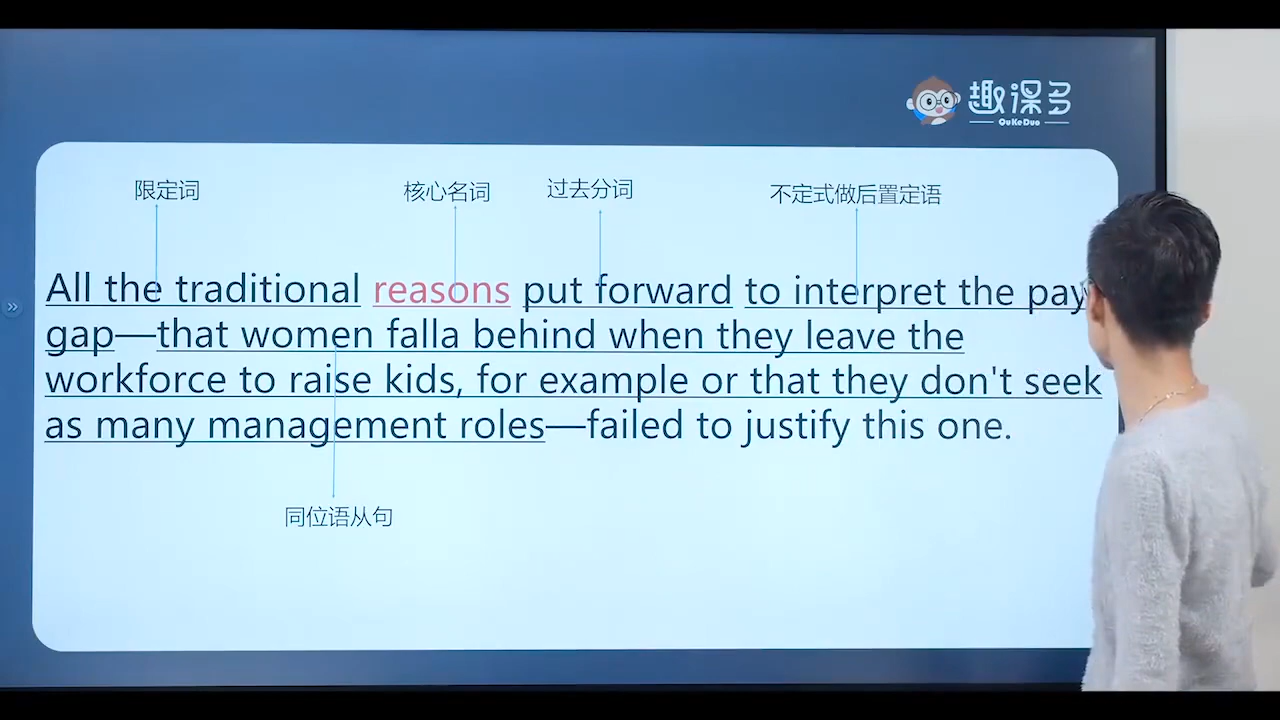 趣课多
QuKeDuo
限定词 核心名词 过去分词 不定式做后置定语
All the traditional reasons put forward to interpret the pay
gap—that women falla behind when they leave the
workforce to raise kids, for example or that they don't seek
as many management roles—failed to justify this one.
同位语从句
»